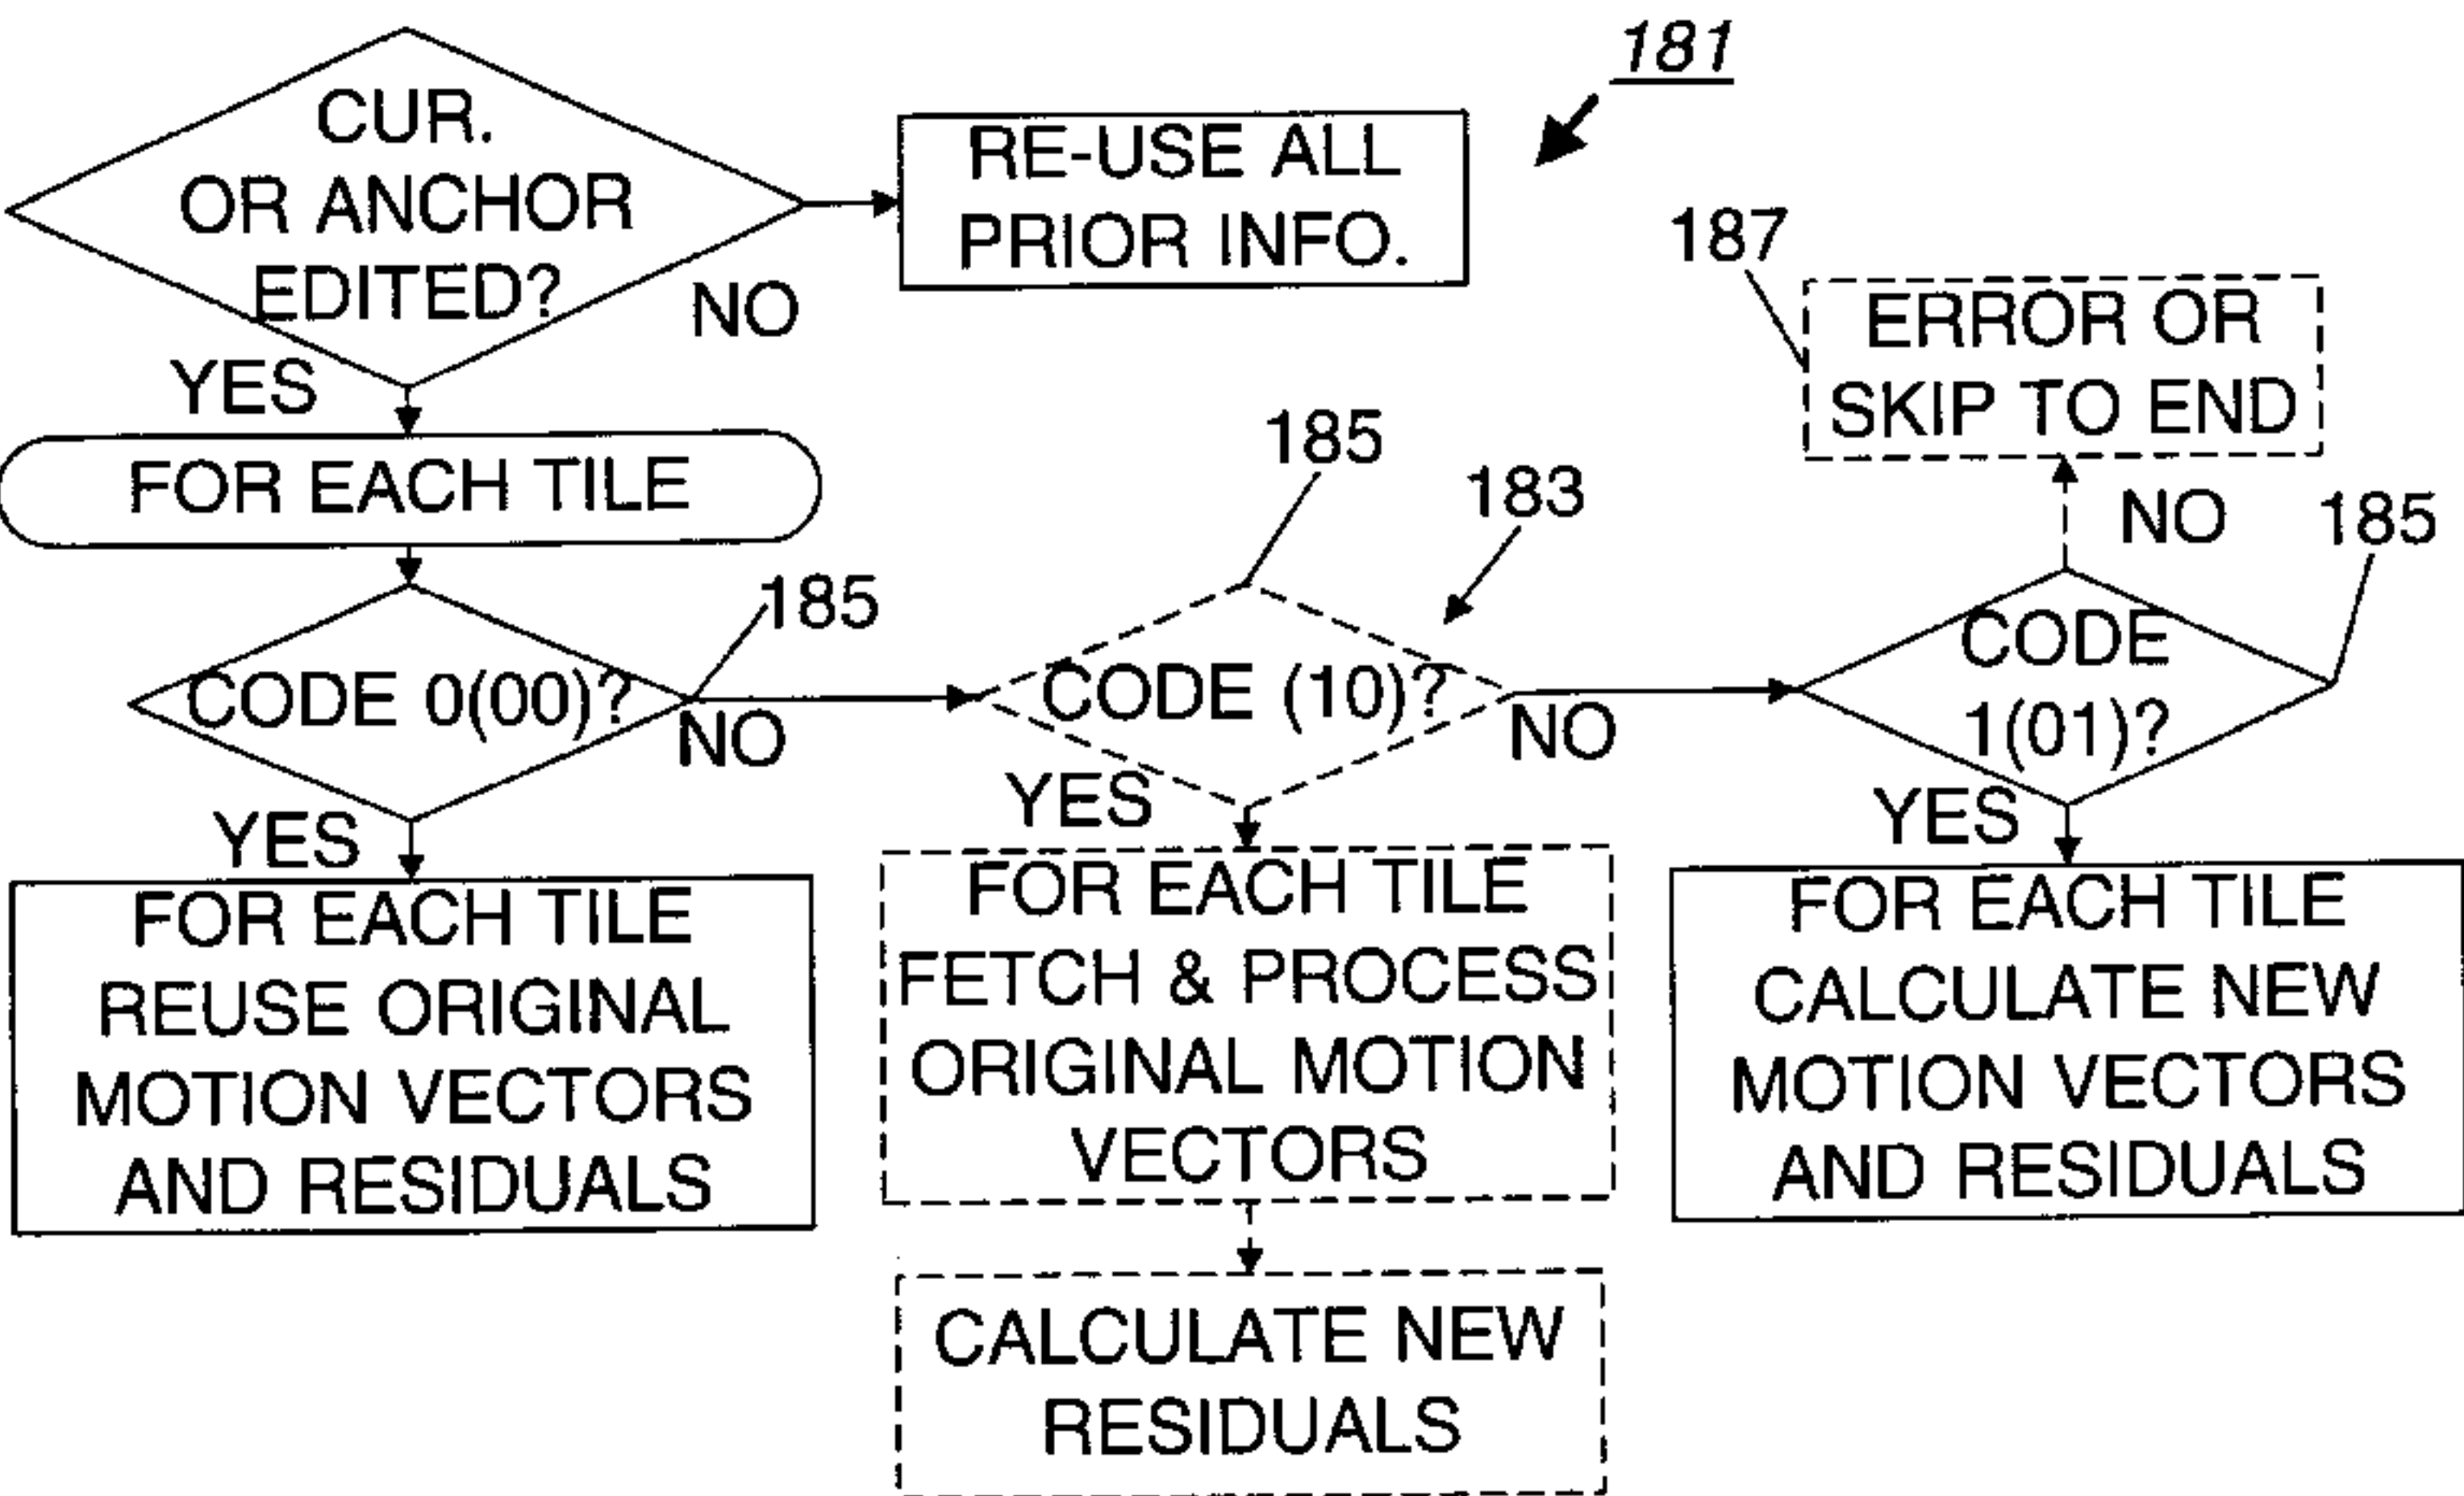 181
CUR.
OR ANCHOR
EDITED?
NO
YES
RE-USE ALL
PRIOR INFO.
187
ERROR OR
SKIP TO END
FOR EACH TILE
185
183
NO
185
185
CODE 0(00)?
NO
YES
CODE (10)?
NO
YES
CODE
1(01)?
YES
FOR EACH TILE
REUSE ORIGINAL
MOTION VECTORS
AND RESIDUALS
FOR EACH TILE
FETCH & PROCESS
ORIGINAL MOTION
VECTORS
CALCULATE NEW
RESIDUALS
FOR EACH TILE
CALCULATE NEW
MOTION VECTORS
AND RESIDUALS